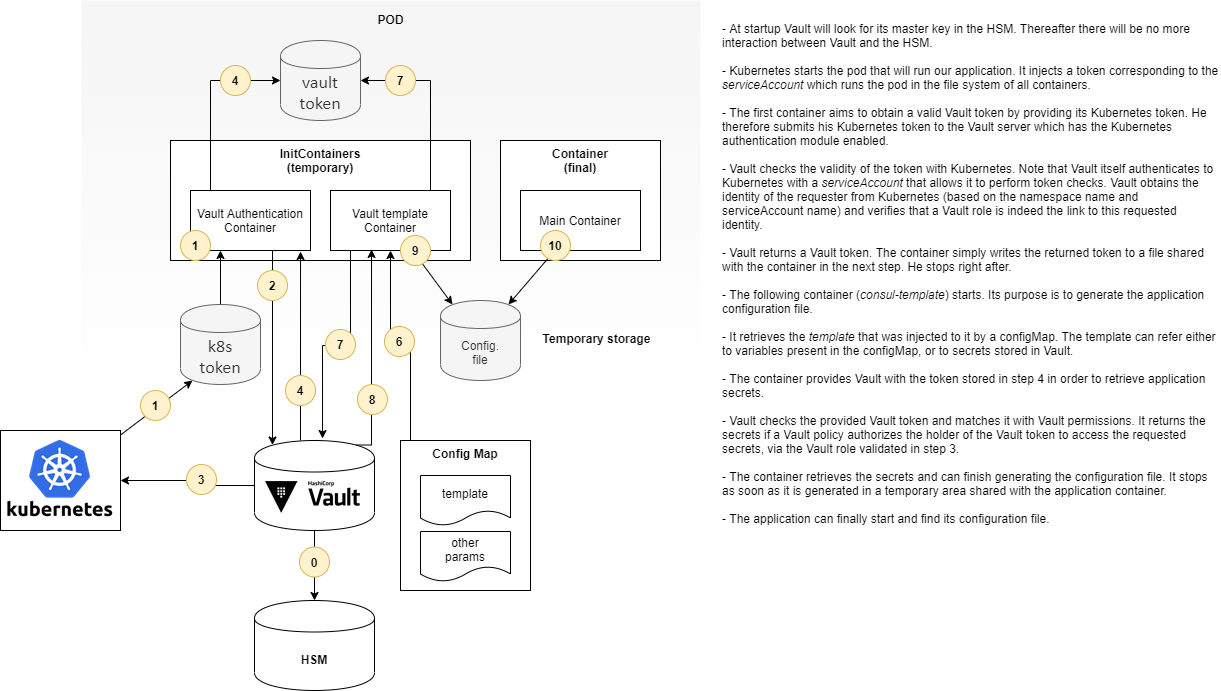 POD
4
vault
token
7
InitContainers
(temporary)
Container
(final)
Vault Authentication
Container
Vault template
Container
Main Container
1
9
10
2
k8s
token
Config.
file
Temporary storage
7
6
4
8
1
kubernetes
3
HashiCorp
Vault
Config Map
template
other
params
0
HSM
- At startup Vault will look for its master key in the HSM. Thereafter there will be no more
interaction between Vault and the HSM.
- Kubernetes starts the pod that will run our application. It injects a token corresponding to the
serviceAccount which runs the pod in the file system of all containers.
- The first container aims to obtain a valid Vault token by providing its Kubernetes token. He
therefore submits his Kubernetes token to the Vault server which has the Kubernetes
authentication module enabled.
- Vault checks the validity of the token with Kubernetes. Note that Vault itself authenticates to
Kubernetes with a serviceAccount that allows it to perform token checks. Vault obtains the
identity of the requester from Kubernetes (based on the namespace name and
serviceAccount name) and verifies that a Vault role is indeed the link to this requested
identity.
- Vault returns a Vault token. The container simply writes the returned token to a file shared
with the container in the next step. He stops right after.
- The following container (consul-template) starts. Its purpose is to generate the application
configuration file.
- It retrieves the template that was injected to it by a configMap. The template can refer either
to variables present in the configMap, or to secrets stored in Vault.
- The container provides Vault with the token stored in step 4 in order to retrieve application
secrets.
- Vault checks the provided Vault token and matches it with Vault permissions. It returns the
secrets if a Vault policy authorizes the holder of the Vault token to access the requested
secrets, via the Vault role validated in step 3.
- The container retrieves the secrets and can finish generating the configuration file. It stops
as soon as it is generated in a temporary area shared with the application container.
- The application can finally start and find its configuration file.